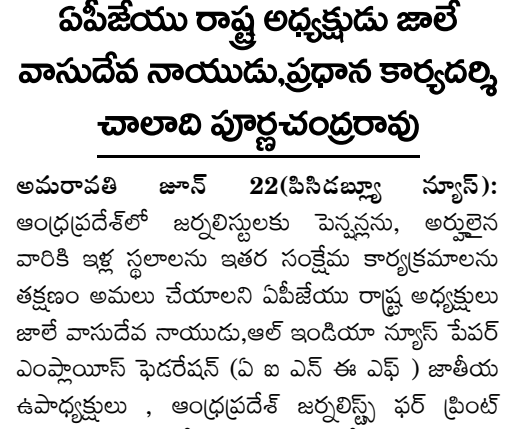 ఏపీజేయు రాష్ట్ర అధ్యక్షుడు జాలే
వాసుదేవ నాయుడు,ప్రధాన కార్యదర్శి
చాలాది పూర్ణచంద్రరావు
అమరావతి జూన్ 22(పిసిడబ్ల్యూ న్యూస్):
ఆంధ్రప్రదేశ్‌లో జర్నలిస్టులకు పెన్షన్లను, అర్హులైన
వారికి ఇళ్ల స్థలాలను ఇతర సంక్షేమ కార్యక్రమాలను
తక్షణం అమలు చేయాలని ఏపీజేయు రాష్ట్ర అధ్యక్షులు
జాలే వాసుదేవ నాయుడు,ఆల్ ఇండియా న్యూస్ పేపర్
ఎంప్లాయీస్ ఫెడరేషన్ (ఏ ఐ ఎన్ ఈ ఎఫ్ ) జాతీయ
ఉపాధ్యక్షులు , ఆంధ్రప్రదేశ్ జర్నలిస్ట్స్ ఫర్ ప్రింట్